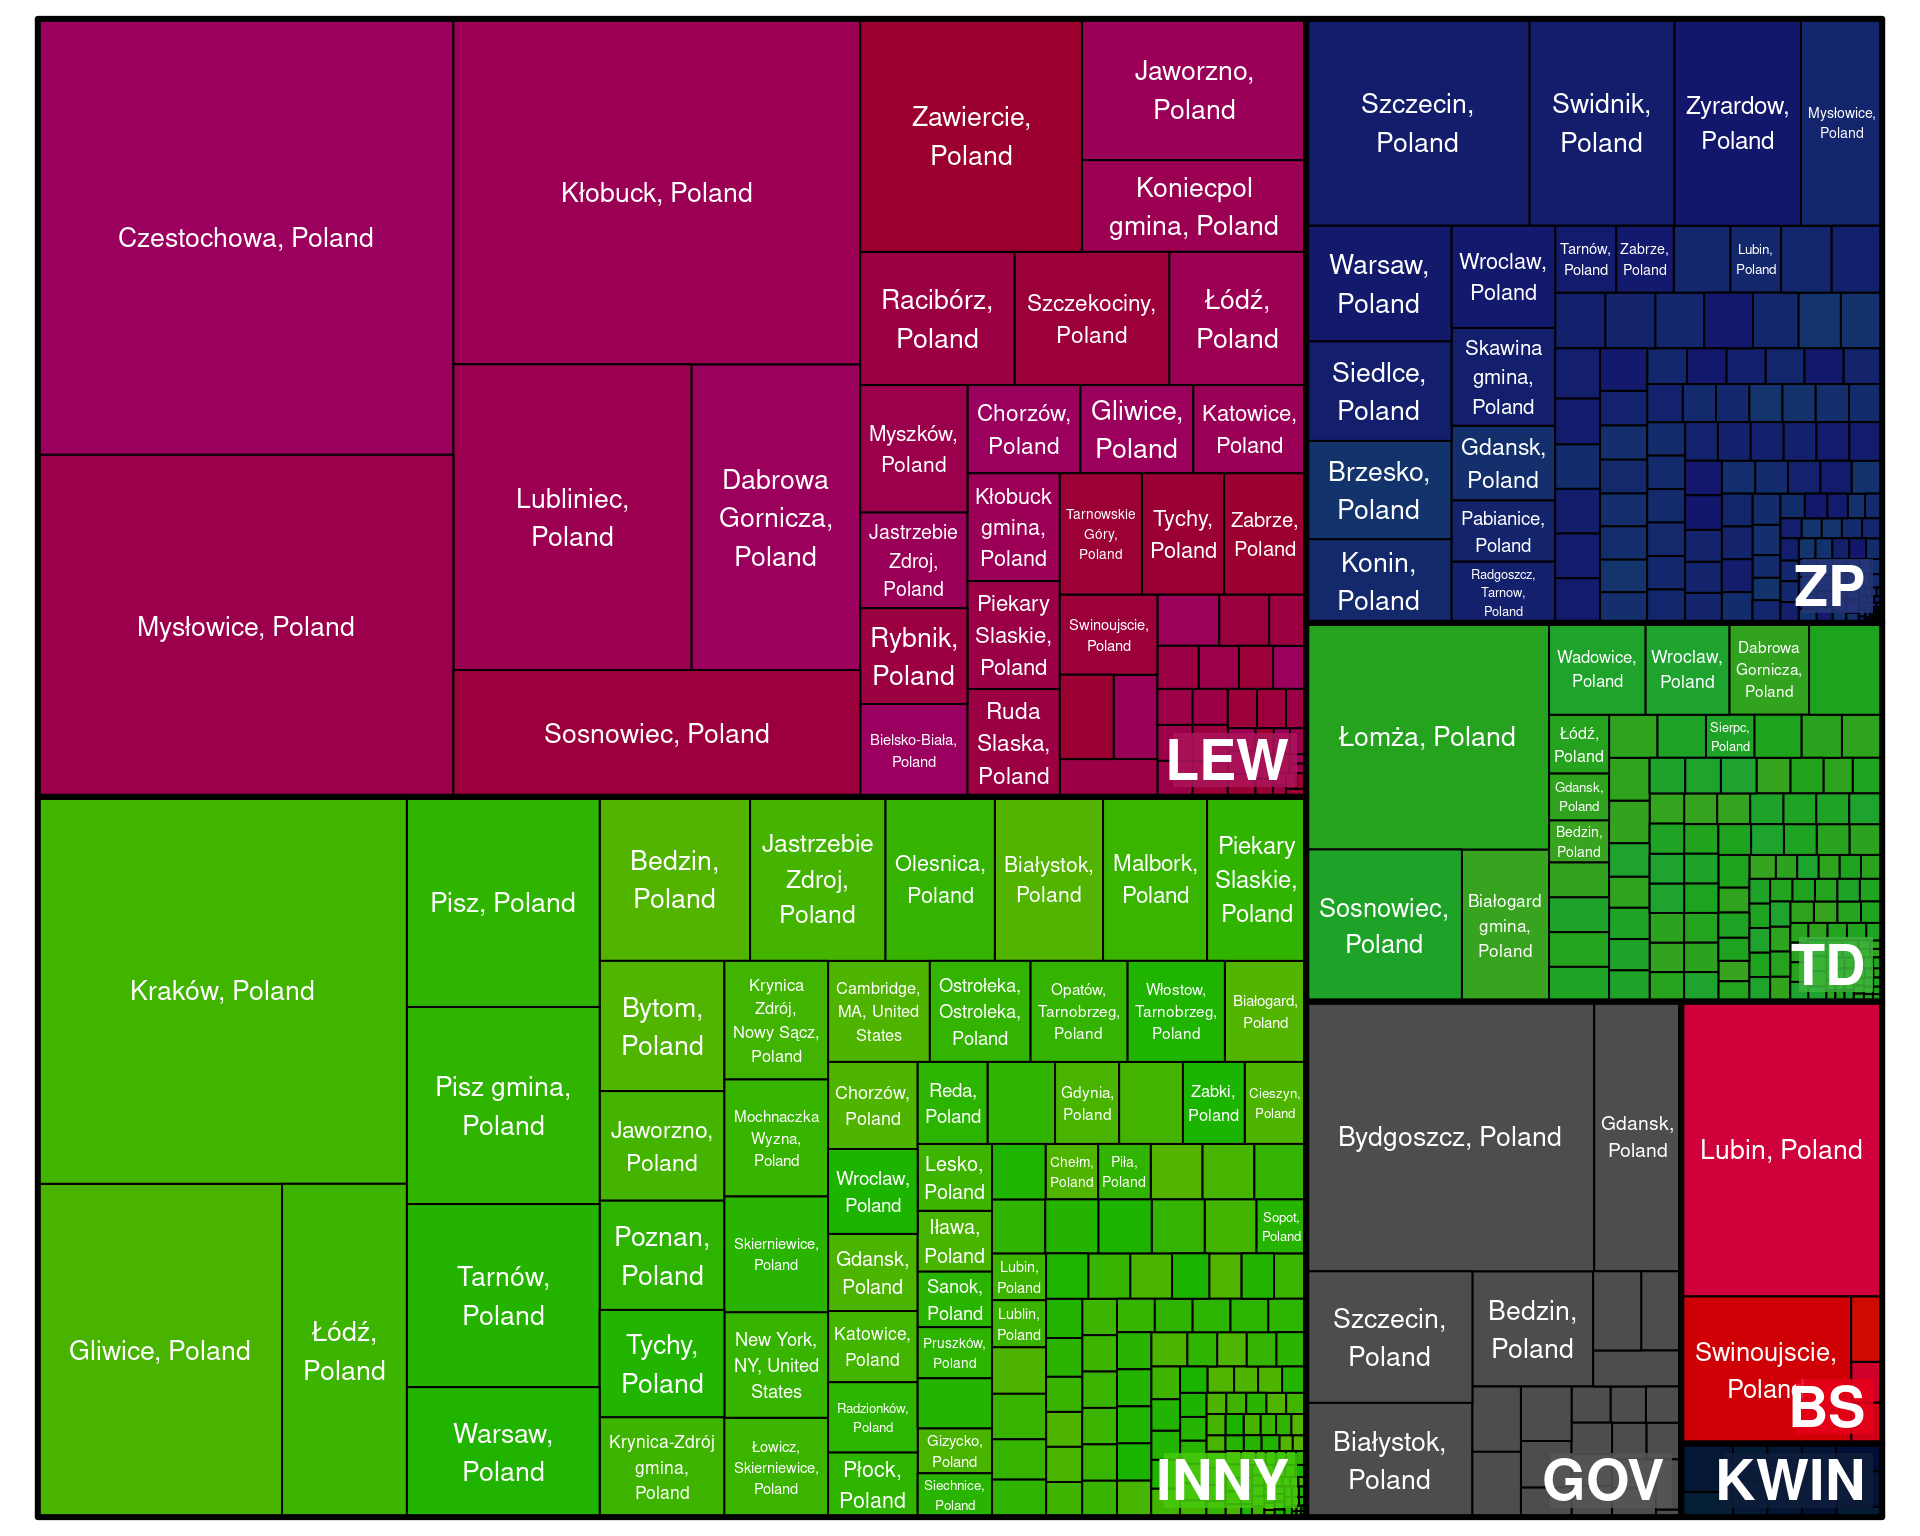 Czestochowa, Poland
Mysłowice, Poland
Kłobuck, Poland
Lubliniec,
Poland
Dabrowa
Gornicza,
Poland
Sosnowiec, Poland
Zawiercie,
Poland
Jaworzno,
Poland
Koniecpol
gmina, Poland
Racibórz,
Poland
Szczekociny,
Poland
Łódź,
Poland
Myszków,
Poland
Jastrzebie
Zdroj,
Poland
Rybnik,
Poland
Bielsko-Biała,
Poland
Chorzów,
Poland
Gliwice,
Poland
Katowice,
Poland
Kłobuck
gmina,
Poland
Piekary
Slaskie,
Poland
Ruda
Slaska,
Poland
Tarnowskie
Góry,
Poland
Tychy,
Poland
Zabrze,
Poland
Swinoujscie,
Poland
LEW
Szczecin,
Poland
Swidnik,
Poland
Zyrardow,
Poland
Mysłowice,
Poland
Warsaw,
Poland
Siedlce,
Poland
Brzesko,
Poland
Konin,
Poland
Wroclaw,
Poland
Skawina
gmina,
Poland
Gdansk,
Poland
Pabianice,
Poland
Radgoszcz,
Tarnow,
Poland
Tarnów,
Poland
Zabrze,
Poland
Lubin,
Poland
ZP
Łomża, Poland
Sosnowiec,
Poland
Białogard
gmina,
Poland
Wadowice,
Poland
Wroclaw,
Poland
Dabrowa
Gornicza,
Poland
Łódź,
Poland
Gdansk,
Poland
Bedzin,
Poland
Sierpc,
Poland
TD
Kraków, Poland
Gliwice, Poland
Łódź,
Poland
Pisz, Poland
Pisz gmina,
Poland
Tarnów,
Poland
Warsaw,
Poland
Bedzin,
Poland
Jastrzebie
Zdroj,
Poland
Olesnica,
Poland
Białystok,
Poland
Malbork,
Poland
Piekary
Slaskie,
Poland
Bytom,
Poland
Jaworzno,
Poland
Poznan,
Poland
Tychy,
Poland
Krynica-Zdrój
gmina,
Poland
Krynica
Zdrój,
Nowy Sącz,
Poland
Mochnaczka
Wyzna,
Poland
Skierniewice,
Poland
New York,
NY, United
States
Łowicz,
Skierniewice,
Poland
Cambridge,
MA, United
States
Ostrołeka,
Ostroleka,
Poland
Opatów,
Tarnobrzeg,
Poland
Włostow,
Tarnobrzeg,
Poland
Białogard,
Poland
Chorzów,
Poland
Wroclaw,
Poland
Gdansk,
Poland
Katowice,
Poland
Radzionków,
Poland
Płock,
Poland
Reda,
Poland
Gdynia,
Poland
Zabki,
Poland
Cieszyn,
Poland
Lesko,
Poland
Iława,
Poland
Sanok,
Poland
Pruszków,
Poland
Gizycko,
Poland
Siechnice,
Poland
Chełm,
Poland
Piła,
Poland
Sopot,
Poland
Lubin,
Poland
Lublin,
Poland
INNY
Bydgoszcz, Poland
Gdansk,
Poland
Szczecin,
Poland
Białystok,
Poland
Bedzin,
Poland
GOV
Lubin, Poland
Swinoujscie,
Poland
BS
KWIN